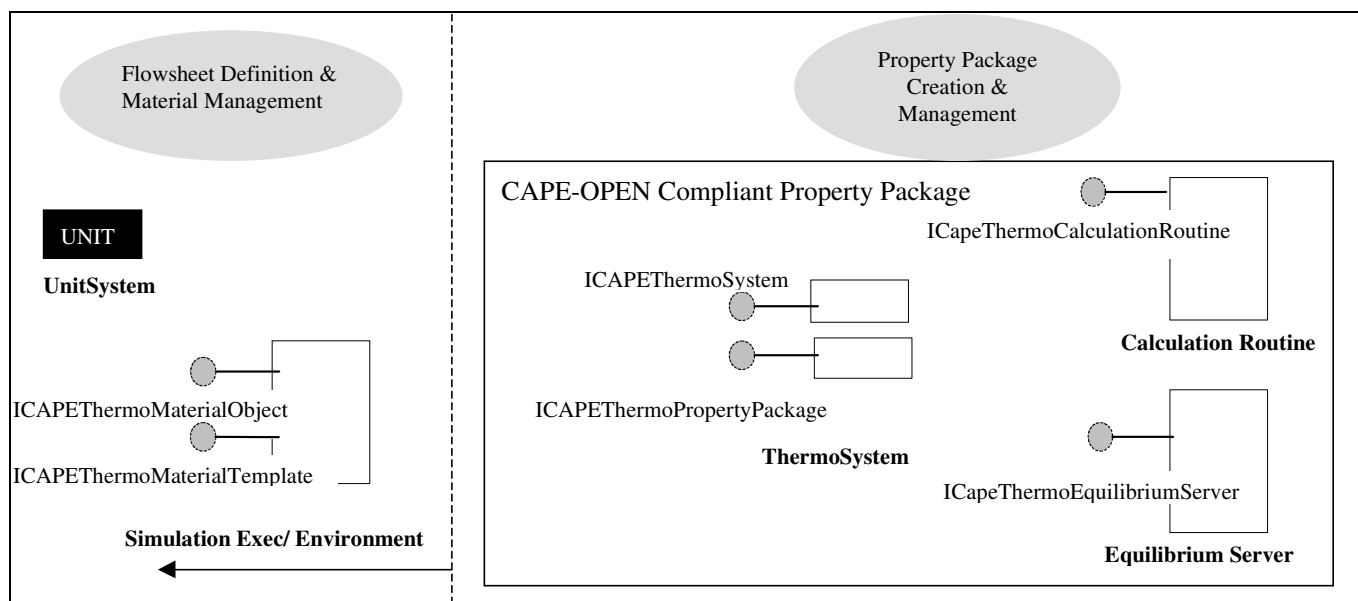 Flowsheet Definition &
Material Management
Property Package
Creation &
Management
CAPE-OPEN Compliant Property Package
ICapeThermoCalculationRoutine
UNIT
UnitSystem
ICAPEThermoSystem
Calculation Routine
ICAPEThermoMaterialObject
ICAPEThermoPropertyPackage
ThermoSystem
ICAPEThermoMaterialTemplate
ICapeThermoEquilibriumServer
Simulation Exec/ Environment
Equilibrium Server